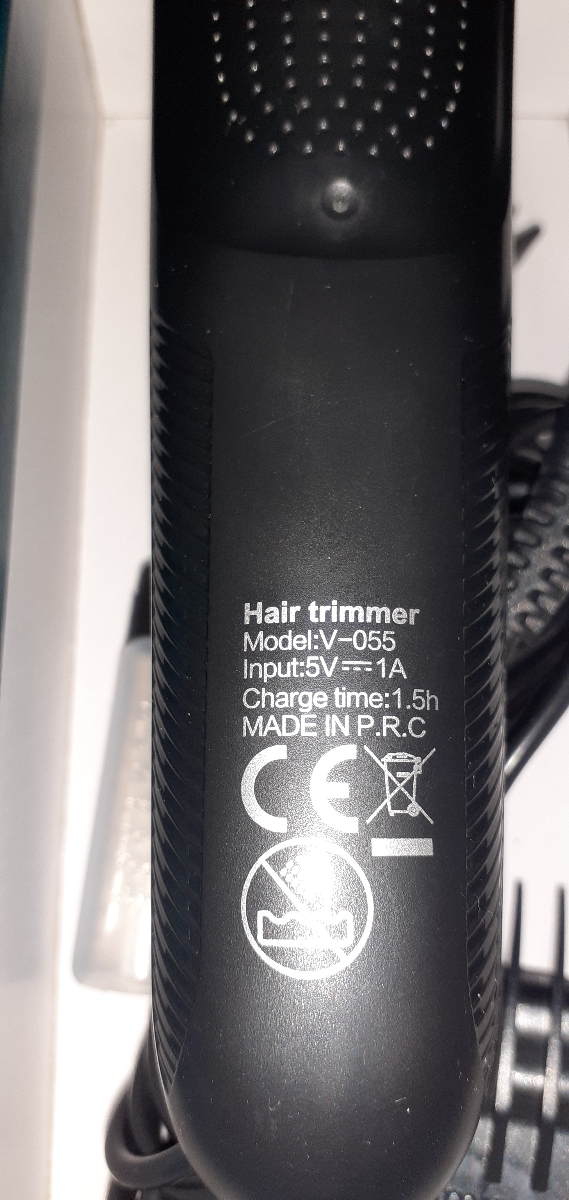 Hair trimmer
Model:V-055
Input:5V⎓1A
Charge time:1.5h
MADE IN P.R.C
CE